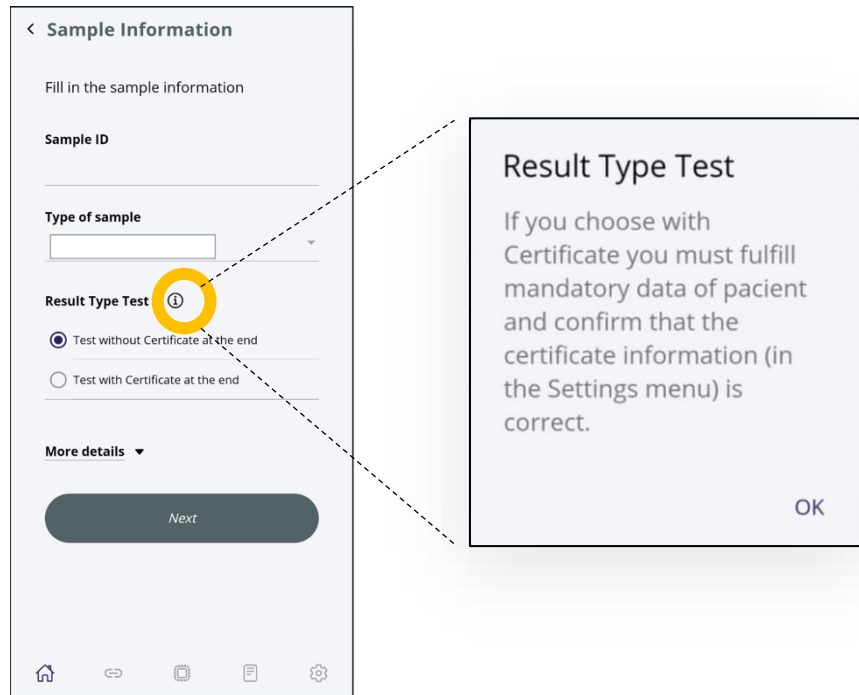 Sample Information
Fill in the sample information
Sample ID
Type of sample
Result Type Test
Test without Certificate at the end
Test with Certificate at the end
More details
Next
Result Type Test
If you choose with
Certificate you must fulfill
mandatory data of pacient
and confirm that the
certificate information (in
the Settings menu) is
correct.
OK